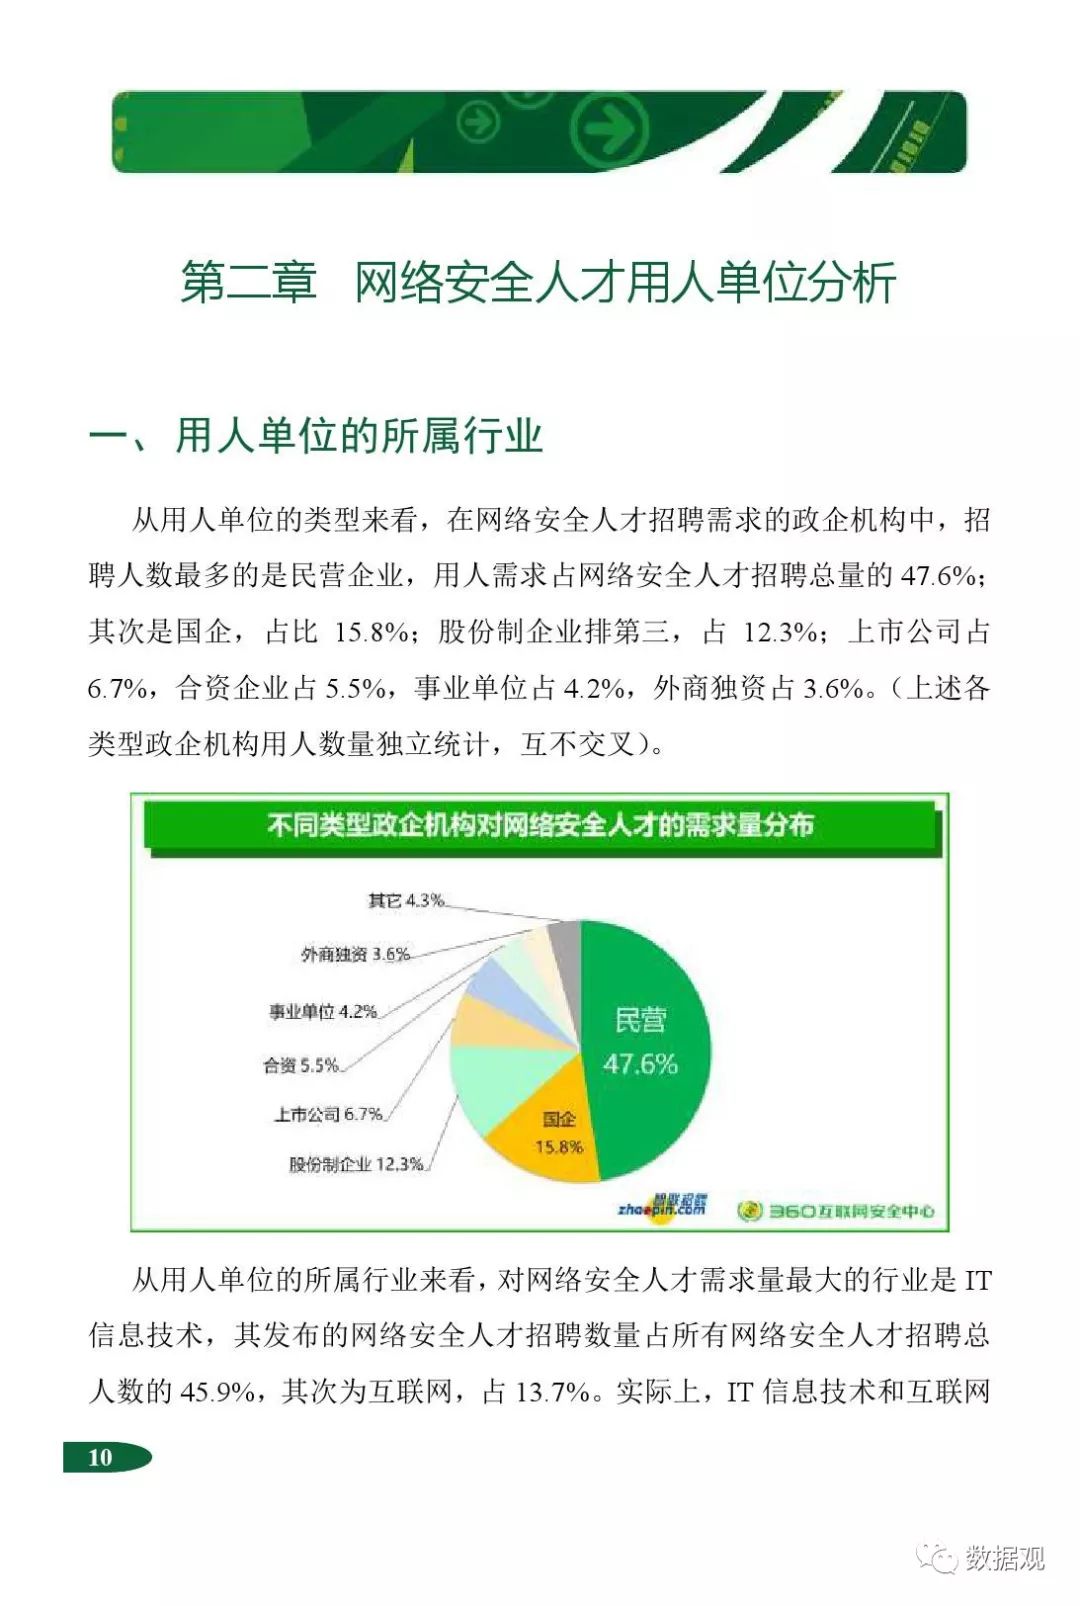 第二章 网络安全人才用人单位分析
一、用人单位的所属行业
从用人单位的类型来看，在网络安全人才招聘需求的政企机构中，招
聘人数最多的是民营企业，用人需求占网络安全人才招聘总量的 47.6%；
其次是国企，占比 15.8%；股份制企业排第三，占 12.3%；上市公司占
6.7%，合资企业占 5.5%，事业单位占 4.2%，外商独资占 3.6%。（上述各
类型政企机构用人数量独立统计，互不交叉）。
不同类型政企机构对网络安全人才的需求量分布
其它 4.3%
外商独资 3.6%
事业单位 4.2%
合资 5.5%
上市公司 6.7%
股份制企业 12.3%
民营
47.6%
国企
15.8%
智联招聘
zhaopin.com
360互联网安全中心
从用人单位的所属行业来看，对网络安全人才需求量最大的行业是 IT
信息技术，其发布的网络安全人才招聘数量占所有网络安全人才招聘总
人数的 45.9%，其次为互联网，占 13.7%。实际上，IT 信息技术和互联网
10
数据观